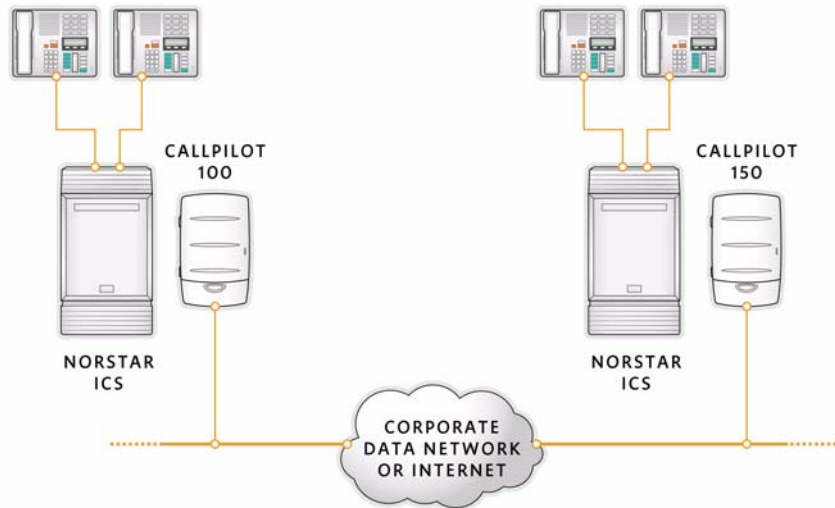 CALLPILOT
100
CALLPILOT
150
NORSTAR
ICS
NORSTAR
ICS
CORPORATE
DATA NETWORK
OR INTERNET